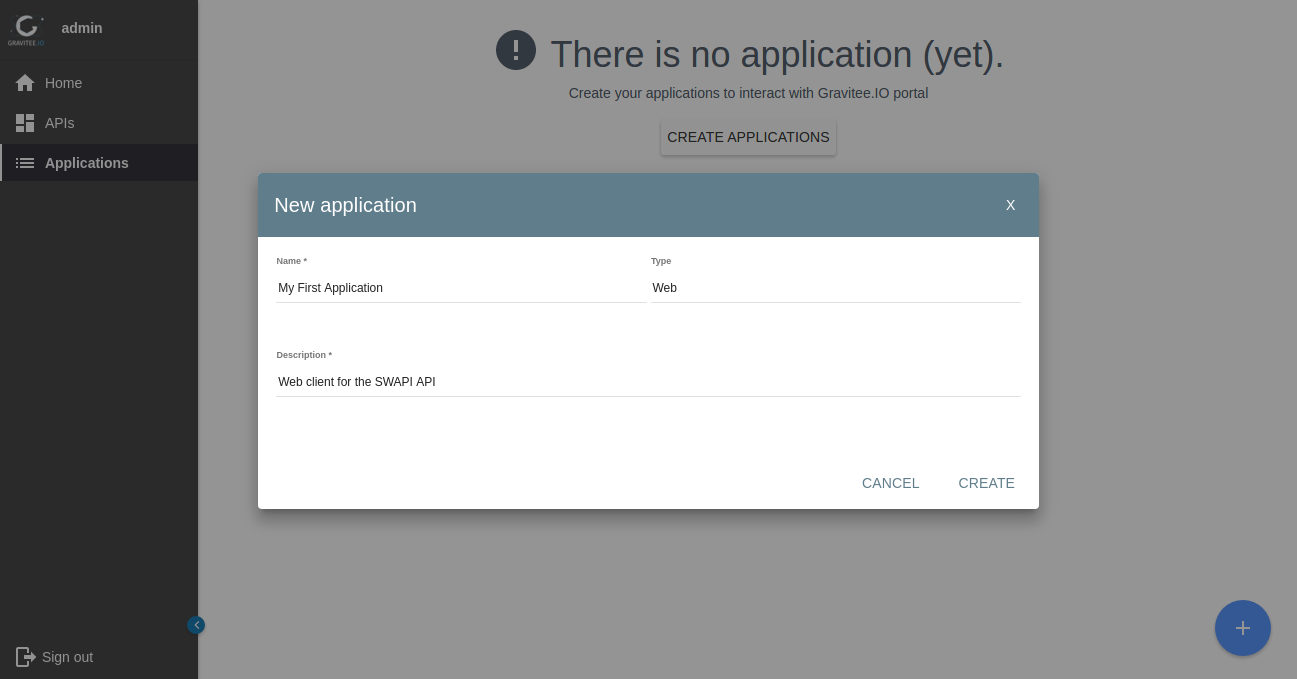 GRAVITEE.IO
admin
Home
APIs
Applications
Sign out
There is no application (yet).
Create your applications to interact with Gravitee.IO portal
CREATE APPLICATIONS
New application
X
Name *
Type
My First Application
Web
Description *
Web client for the SWAPI API
CANCEL
CREATE